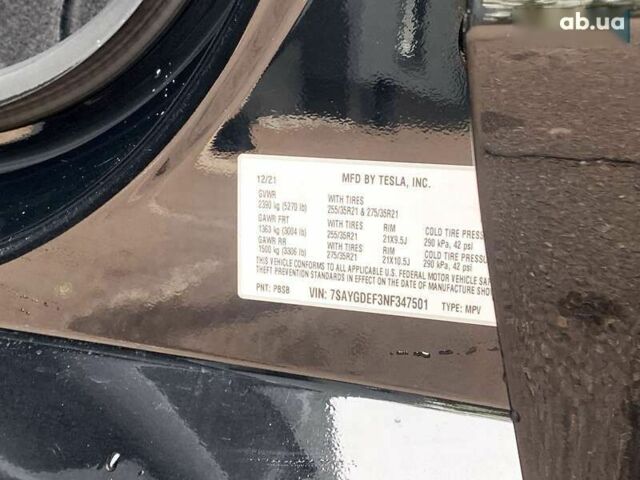 ab.ua
12/21 MFD BY TESLA, INC.
GVWR WITH TIRES
2390 kg (5270 lb) 255/35R21 & 275/35R21
GAWR FRT WITH TIRES RIM COLD TIRE PRESSU
1363 kg (3004 lb) 255/35R21 21X9.5J 290 kPa, 42 psi
GAWR RR WITH TIRES RIM COLD TIRE PRESSU
1500 kg (3306 lb) 275/35R21 21X10.5J 290 kPa, 42 psi
THIS VEHICLE CONFORMS TO ALL APPLICABLE U.S. FEDERAL MOTOR VEHICLE SAF
THEFT PREVENTION STANDARDS IN EFFECT ON THE DATE OF MANUFACTURE SHOW
PNT: PBSB VIN: 7SAYGDEF3NF347501 TYPE: MPV